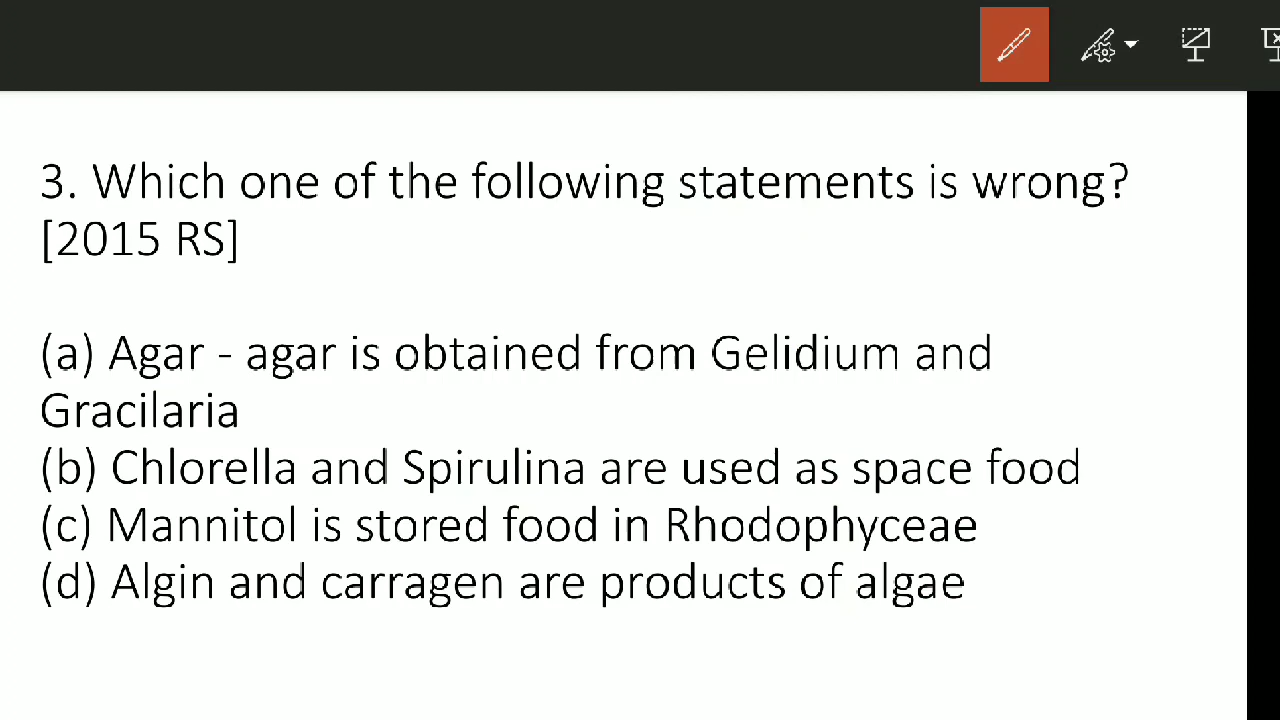 3. Which one of the following statements is wrong?
[2015 RS]
(a) Agar - agar is obtained from Gelidium and
Gracilaria
(b) Chlorella and Spirulina are used as space food
(c) Mannitol is stored food in Rhodophyceae
(d) Algin and carragen are products of algae